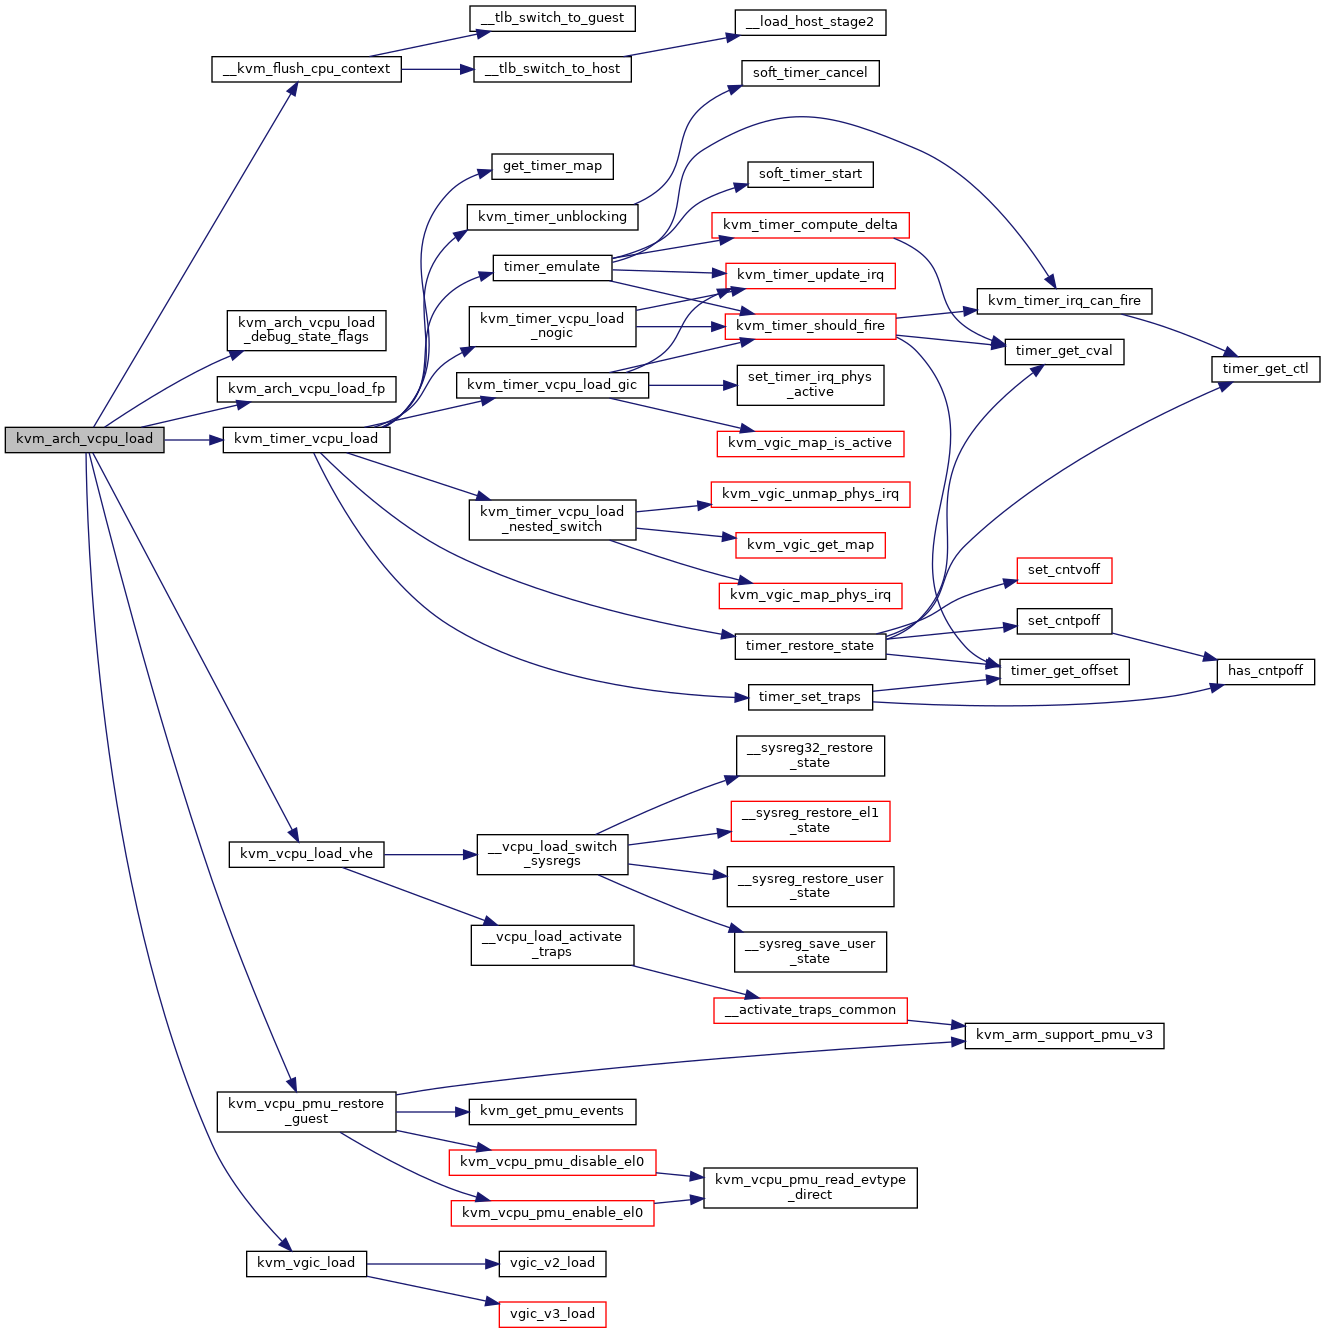 __tlb_switch_to_guest
__load_host_stage2
__kvm_flush_cpu_context
__tlb_switch_to_host
soft_timer_cancel
get_timer_map
soft_timer_start
kvm_timer_unblocking
kvm_timer_compute_delta
timer_emulate
kvm_timer_update_irq
kvm_timer_irq_can_fire
kvm_arch_vcpu_load
_debug_state_flags
kvm_timer_vcpu_load
_nogic
kvm_timer_should_fire
timer_get_cval
timer_get_ctl
kvm_arch_vcpu_load_fp
kvm_timer_vcpu_load_gic
set_timer_irq_phys
_active
kvm_arch_vcpu_load
kvm_timer_vcpu_load
kvm_vgic_map_is_active
kvm_vgic_unmap_phys_irq
kvm_timer_vcpu_load
_nested_switch
kvm_vgic_get_map
set_cntvoff
kvm_vgic_map_phys_irq
set_cntpoff
timer_restore_state
timer_get_offset
has_cntpoff
timer_set_traps
__sysreg32_restore
_state
__sysreg_restore_el1
_state
kvm_vcpu_load_vhe
__vcpu_load_switch
_sysregs
__sysreg_restore_user
_state
__vcpu_load_activate
_traps
__sysreg_save_user
_state
__activate_traps_common
kvm_arm_support_pmu_v3
kvm_vcpu_pmu_restore
_guest
kvm_get_pmu_events
kvm_vcpu_pmu_disable_el0
kvm_vcpu_pmu_read_evtype
_direct
kvm_vcpu_pmu_enable_el0
kvm_vgic_load
vgic_v2_load
vgic_v3_load